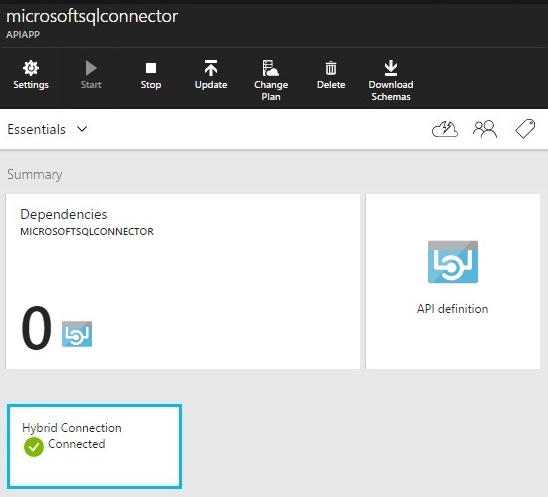 microsoftsqlconnector
APIAPP
Settings
Start
Stop
Update
Change
Plan
Delete
Download
Schemas
Essentials
Summary
Dependencies
MICROSOFTSQLCONNECTOR
0
API definition
Hybrid Connection
Connected